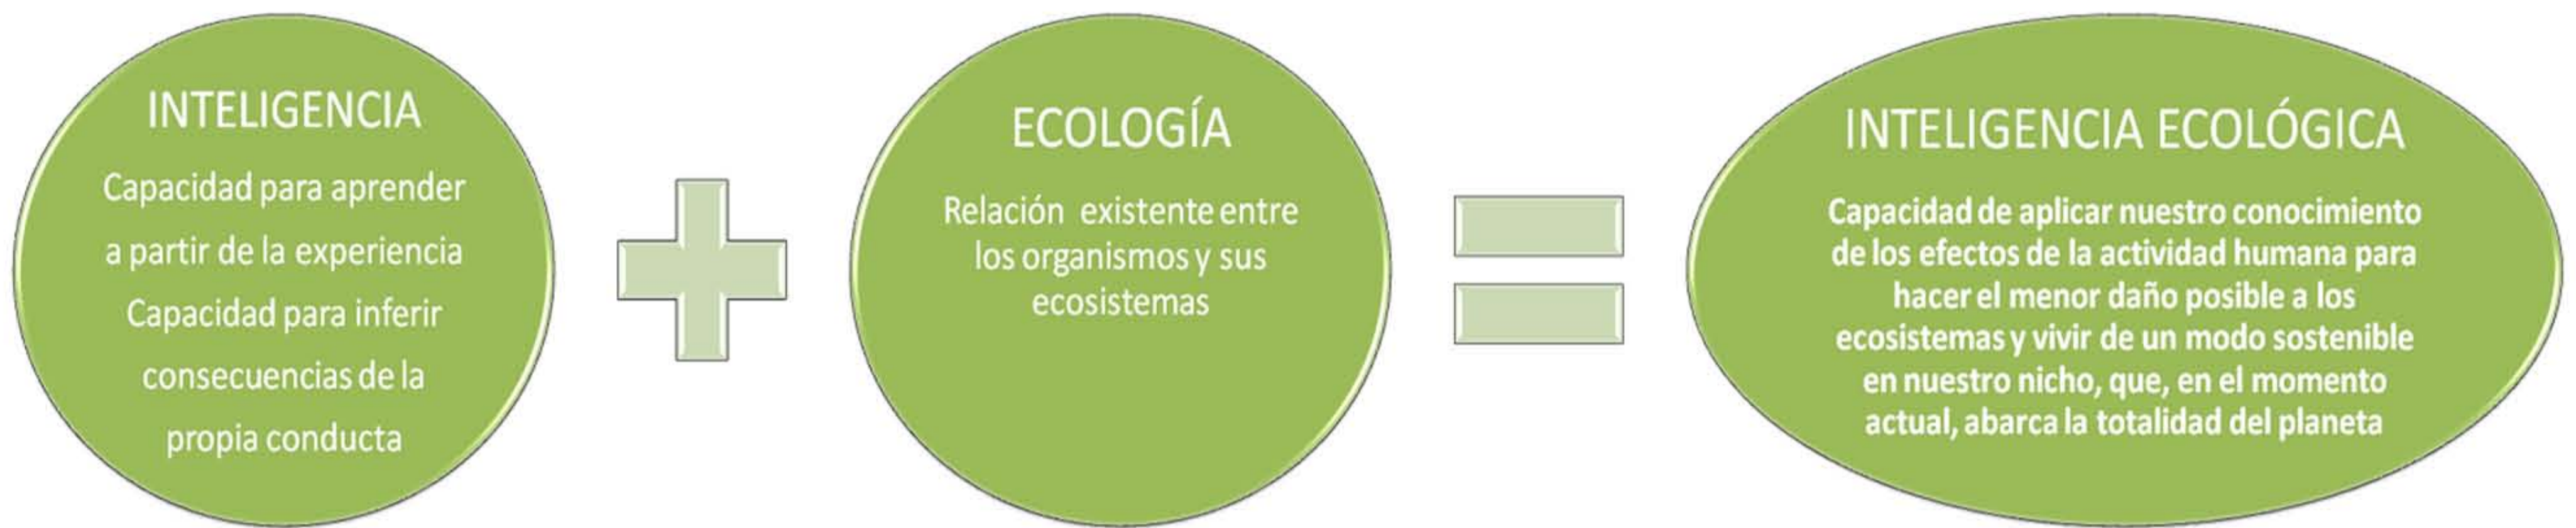 INTELIGENCIA
Capacidad para aprender
a partir de la experiencia
Capacidad para inferir
consecuencias de la
propia conducta
ECOLOGÍA
Relación existente entre
los organismos y sus
ecosistemas
INTELIGENCIA ECOLÓGICA
Capacidad de aplicar nuestro conocimiento
de los efectos de la actividad humana para
hacer el menor daño posible a los
ecosistemas y vivir de un modo sostenible
en nuestro nicho, que, en el momento
actual, abarca la totalidad del planeta